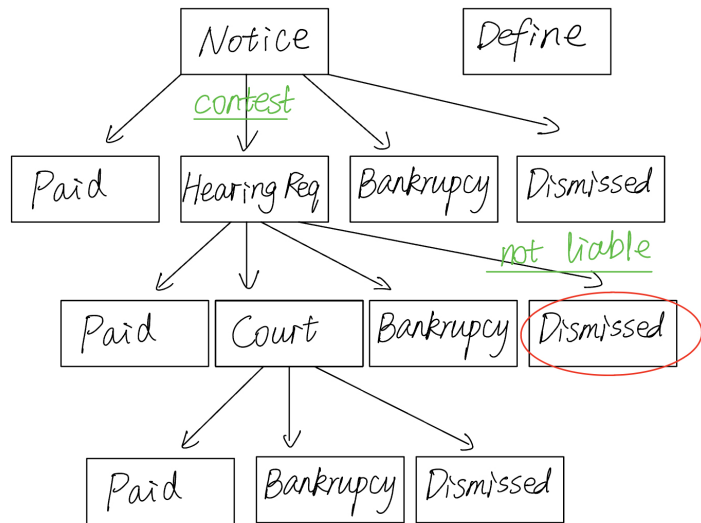 Notice
Define
contest
Paid
Hearing Req
Bankrupcy
Dismissed
not liable
Paid
Court
Bankrupcy
Dismissed
Paid
Bankrupcy
Dismissed